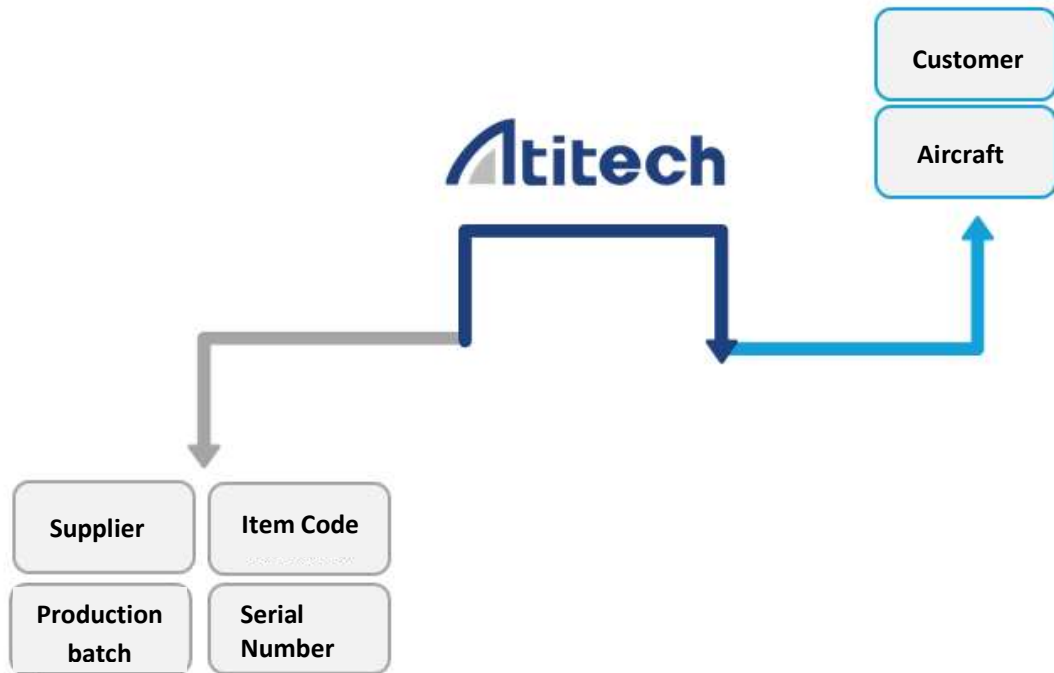 Customer
Atitech
Aircraft
Supplier
Item Code
Production
batch
Serial
Number